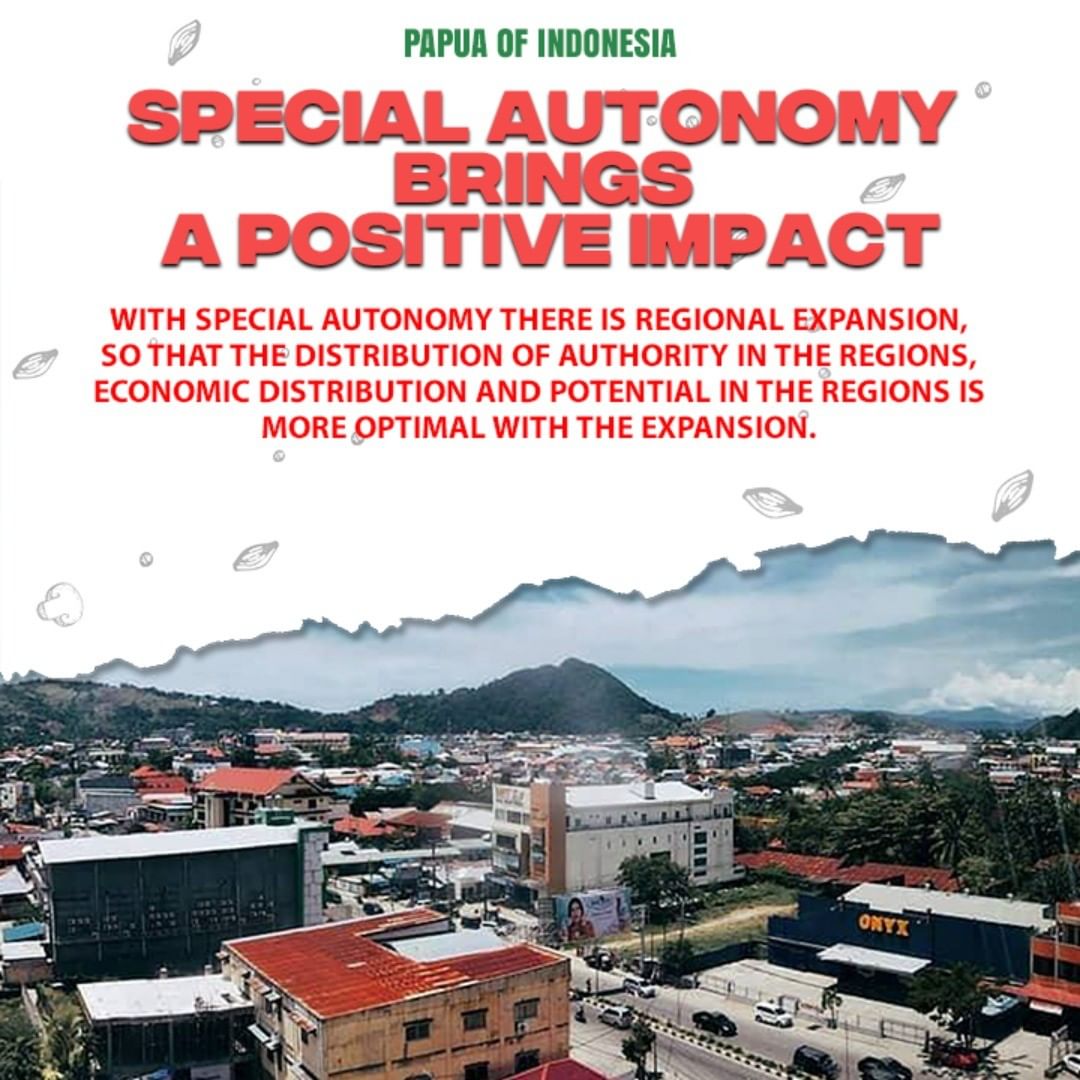 PAPUA OF INDONESIA
SPECIAL AUTONOMY
BRINGS
A POSITIVE IMPACT
WITH SPECIAL AUTONOMY THERE IS REGIONAL EXPANSION,
SO THAT THE DISTRIBUTION OF AUTHORITY IN THE REGIONS,
ECONOMIC DISTRIBUTION AND POTENTIAL IN THE REGIONS IS
MORE OPTIMAL WITH THE EXPANSION.
ONYX